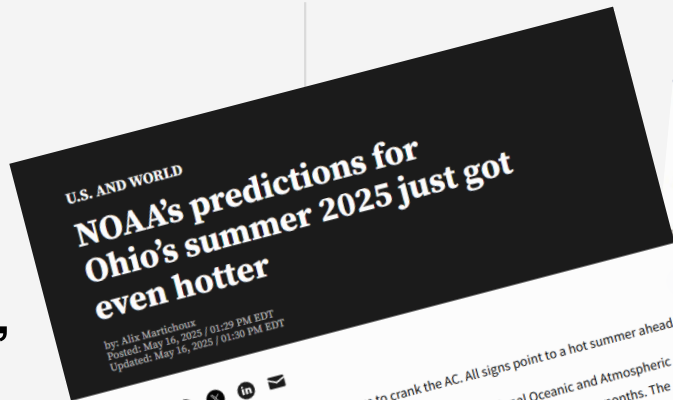 U.S. AND WORLD
NOAA's predictions for
Ohio's summer 2025 just got
even hotter
by: Alix Martichoux
Posted: May 16, 2025 / 01:29 PM EDT
Updated: May 16, 2025 / 01:30 PM EDT
in
to crank the AC. All signs point to a hot summer ahead
Oceanic and Atmospheric
The